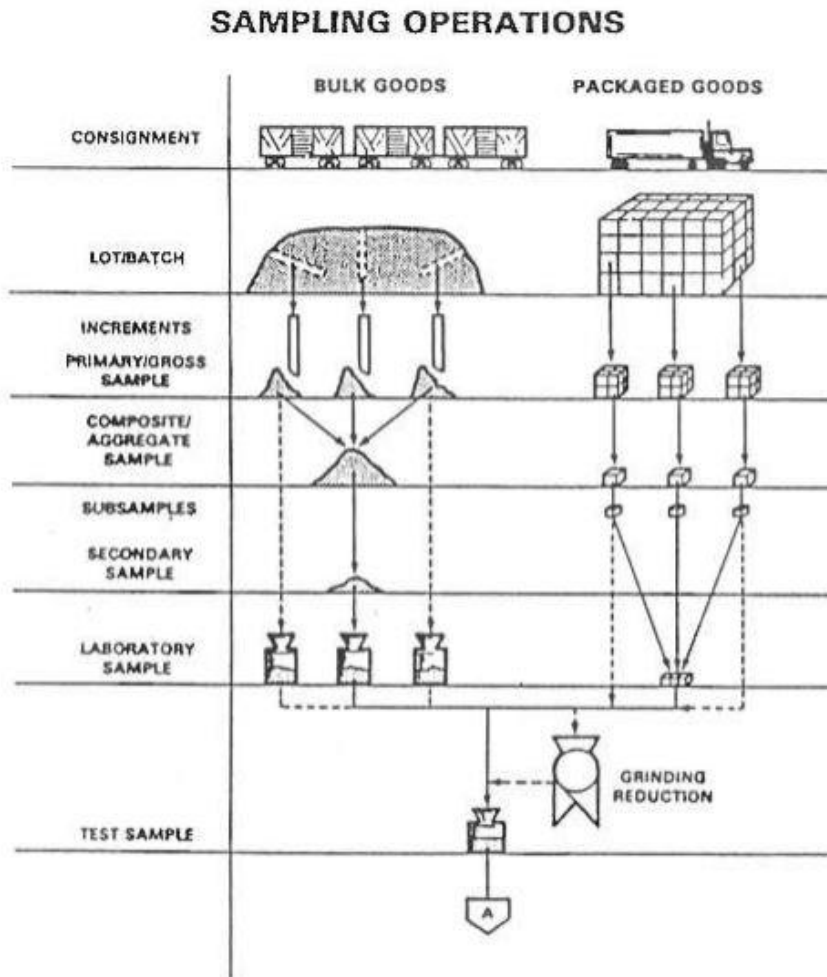 SAMPLING OPERATIONS
BULK GOODS
PACKAGED GOODS
CONSIGNMENT
LOT/BATCH
INCREMENTS
PRIMARY/GROSS
SAMPLE
COMPOSITE/
AGGREGATE
SAMPLE
SUBSAMPLES
SECONDARY
SAMPLE
LABORATORY
SAMPLE
GRINDING
REDUCTION
TEST SAMPLE
A